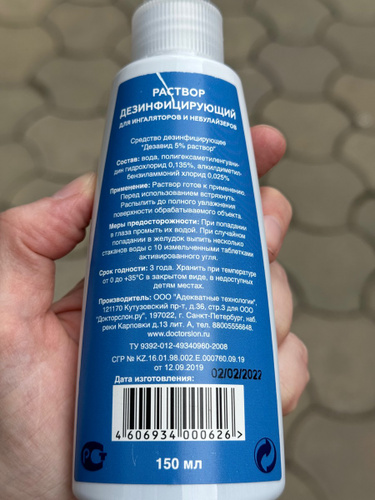 РАСТВОР
ДЕЗИНФИЦИРУЮЩИЙ
ДЛЯ ИНГАЛЯТОРОВ И НЕБУЛАЙЗЕРОВ
Средство дезинфицирующее
"Дезавид 5% раствор"
Состав: вода, полигексаметиленгуани-
дин гидрохлорид 0,135%, алкилдиметил-
бензиламмоний хлорид 0,025%
Применение: Раствор готов к применению.
Перед использованием встряхнуть.
Распылить до полного увлажнения
поверхности обрабатываемого объекта.
Меры предосторожности: При попадании
в глаза промыть их водой. При случайном
попадании в желудок выпить несколько
стаканов воды с 10 измельченными таблетками
активированного угля.
Срок годности: 3 года. Хранить при температуре
от 0 до +35°C в закрытом виде, в недоступных
детям местах.
Производитель: ООО "Адекватные технологии",
121170 Кутузовский пр-т, д.36, стр.3 для ООО
"Докторслон.ру", 197022, г. Санкт-Петербург, наб.
реки Карповки д.13 лит А, тел. 88005556648.
www.doctorslon.ru
ТУ 9392-012-49340960-2008
СГР № KZ.16.01.98.002.E.000760.09.19
от 12.09.2019
Дата изготовления: 02/02/2022
4 606934 000626 >
150 мл